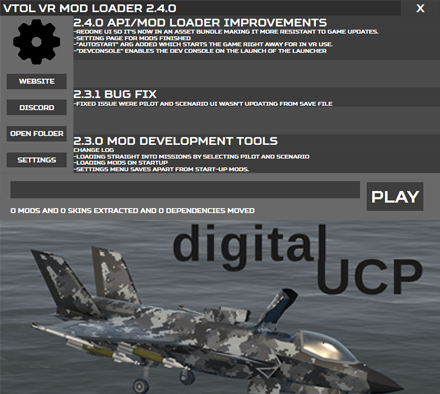 VTOL VR MOD LOADER 2.4.0
X
2.4.0 API/MOD LOADER IMPROVEMENTS
-REDONE UI SO IT'S NOW IN AN ASSET BUNDLE MAKING IT MORE RESISTANT TO GAME UPDATES.
-SETTING PAGE FOR MODS FINISHED
-"AUTOSTART" ARG ADDED WHICH STARTS THE GAME RIGHT AWAY FOR IN VR USE.
-"DEVCONSOLE" ENABLES THE DEV CONSOLE ON THE LAUNCH OF THE LAUNCHER
WEBSITE
DISCORD
OPEN FOLDER
SETTINGS
2.3.1 BUG FIX
-FIXED ISSUE WERE PILOT AND SCENARIO UI WASN'T UPDATING FROM SAVE FILE
2.3.0 MOD DEVELOPMENT TOOLS
CHANGE LOG
-LOADING STRAIGHT INTO MISSIONS BY SELECTING PILOT AND SCENARIO
-LOADING MODS ON STARTUP
-SETTINGS MENU SAVES APART FROM START-UP MODS.
PLAY
0 MODS AND 0 SKINS EXTRACTED AND 0 DEPENDENCIES MOVED
digital
UCP